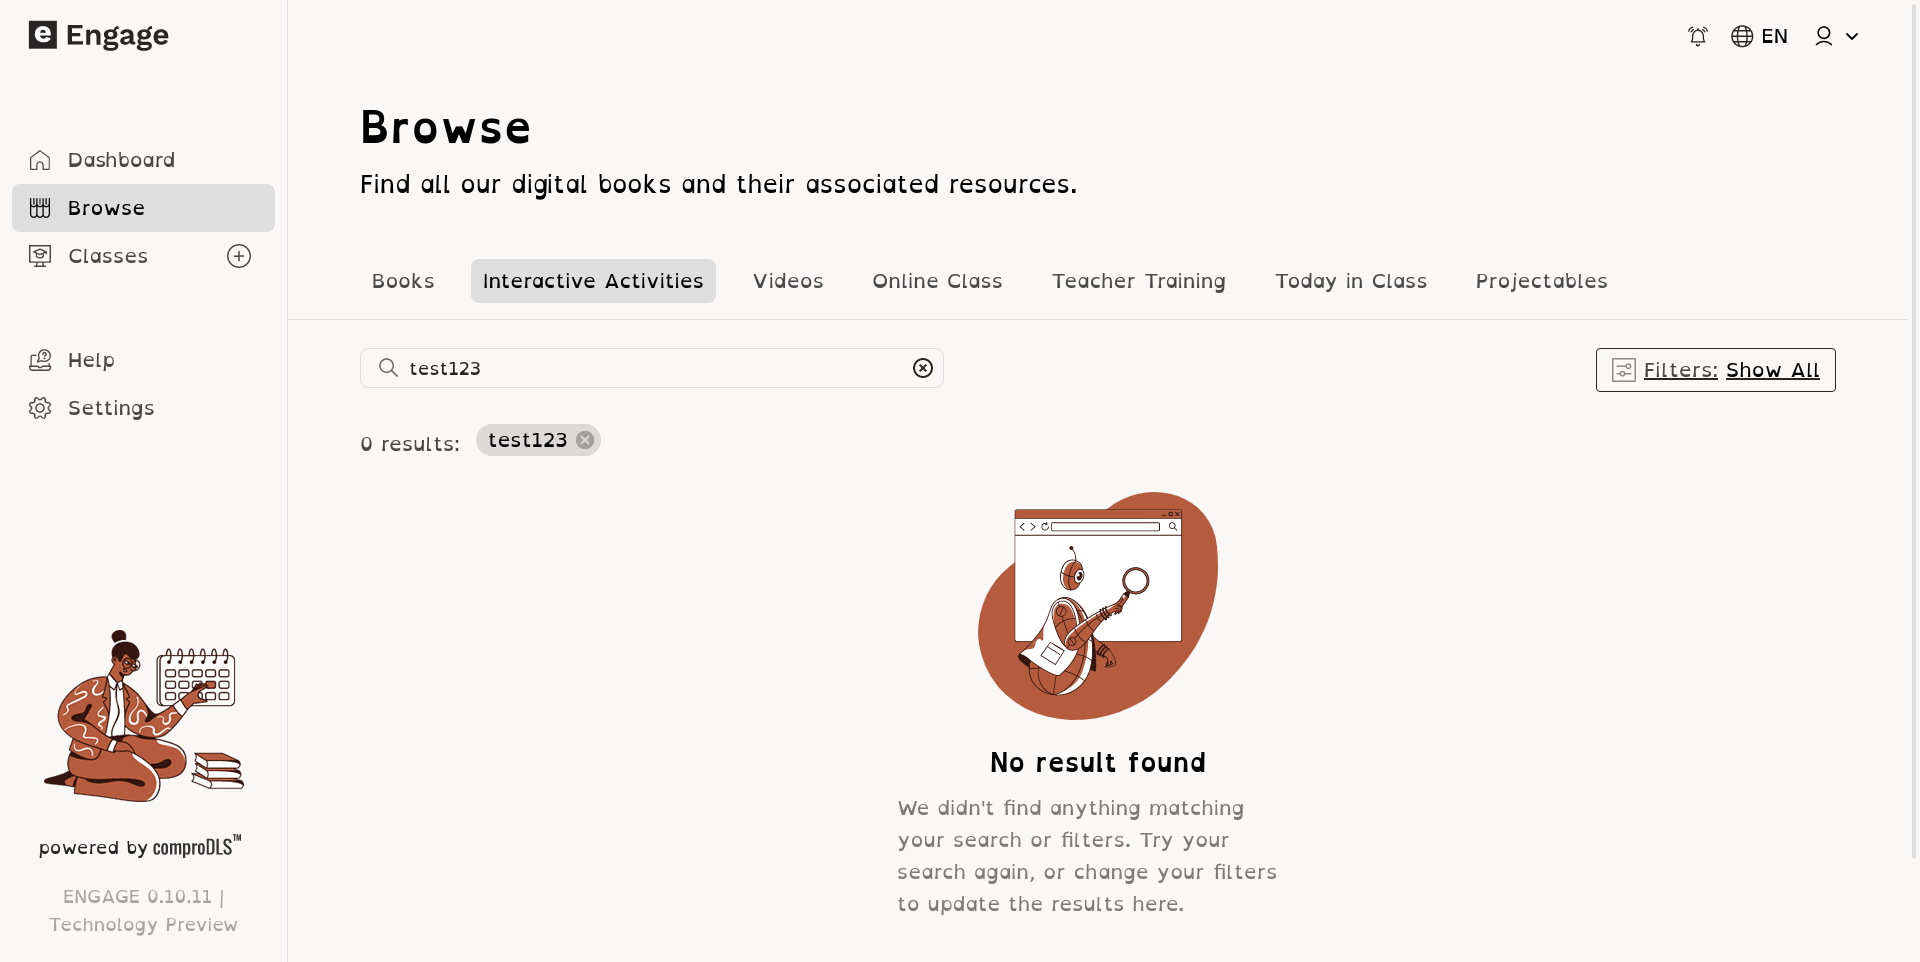 e Engage
EN
Dashboard
Browse
Classes
Help
Settings
powered by comproDLS™
ENGAGE 0.10.11 |
Technology Preview
Browse
Find all our digital books and their associated resources.
Books
Interactive Activities
Videos
Online Class
Teacher Training
Today in Class
Projectables
test123
Filters: Show All
0 results: test123
No result found
We didn't find anything matching
your search or filters. Try your
search again, or change your filters
to update the results here.